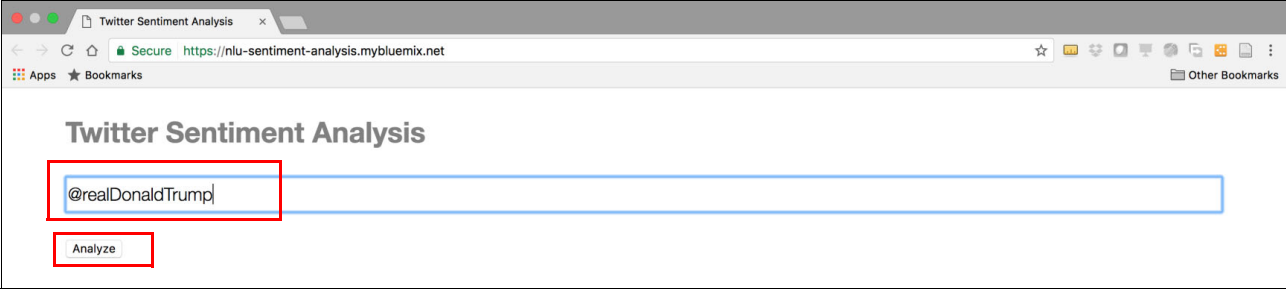 Twitter Sentiment Analysis
Secure https://nlu-sentiment-analysis.mybluemix.net
Apps Bookmarks Other Bookmarks
Twitter Sentiment Analysis
@realDonaldTrump
Analyze